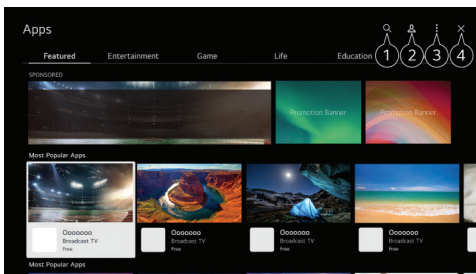 Apps
Featured Entertainment Game Life Education
1 2 3 4
SPONSORED
Promotion Banner Promotion Banner
Most Popular Apps
Ooooooo Ooooooo Ooooooo Ooooooo
Broadcast TV Broadcast TV Broadcast TV Broadcast TV
Free Free Free Free
Most Popular Apps